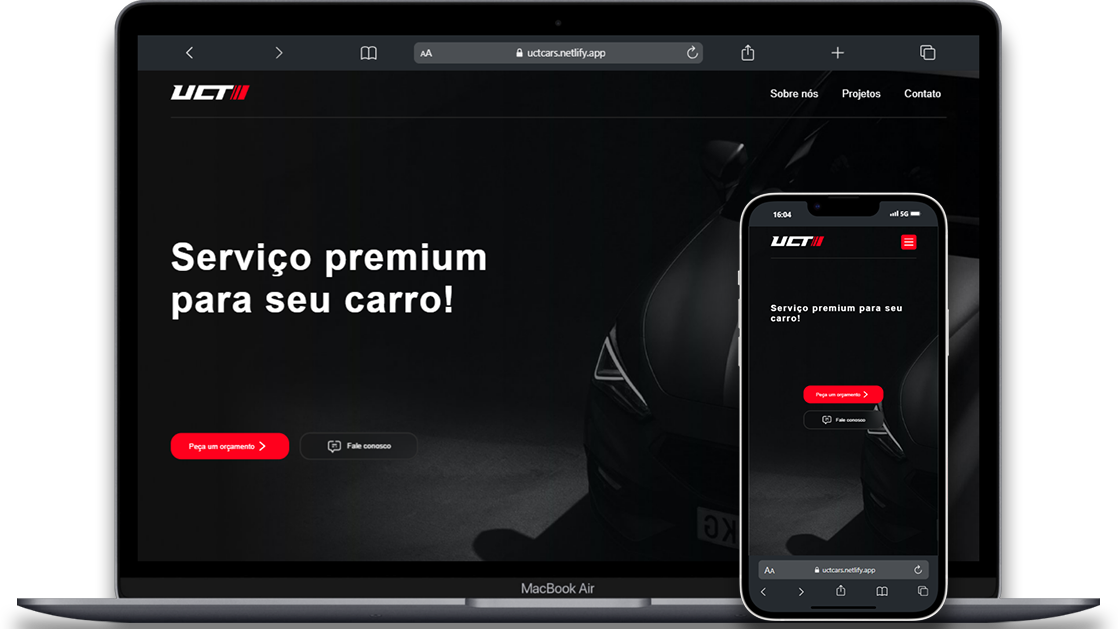 AA
uctcars.netlify.app
UCT
Sobre nós
Projetos
Contato
Serviço premium
para seu carro!
Peça um orçamento
Fale conosco
MacBook Air
16:04
5G
UCT
Serviço premium para seu
carro!
Peça um orçamento
Fale conosco
AA
uctcars.netlify.app